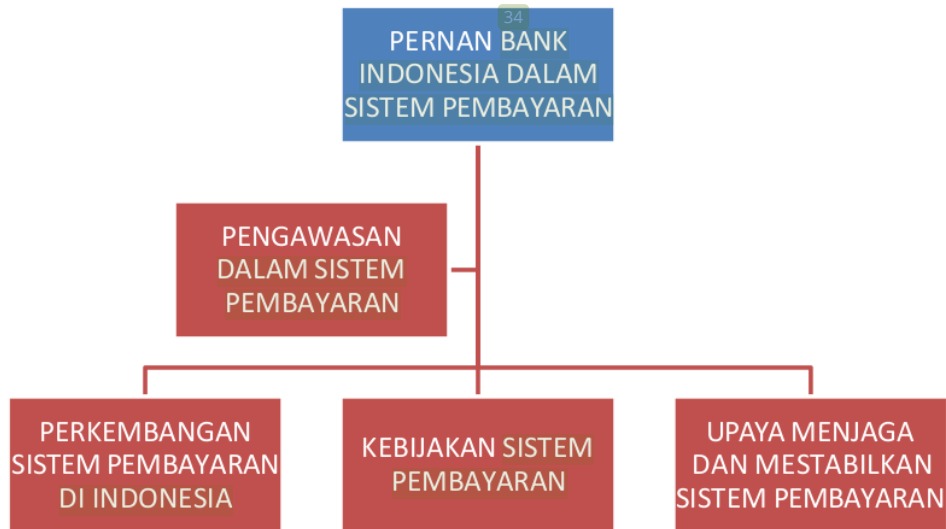 34
PERNAN BANK
INDONESIA DALAM
SISTEM PEMBAYARAN
PENGAWASAN
DALAM SISTEM
PEMBAYARAN
PERKEMBANGAN
SISTEM PEMBAYARAN
DI INDONESIA
KEBIJAKAN SISTEM
PEMBAYARAN
UPAYA MENJAGA
DAN MESTABILKAN
SISTEM PEMBAYARAN